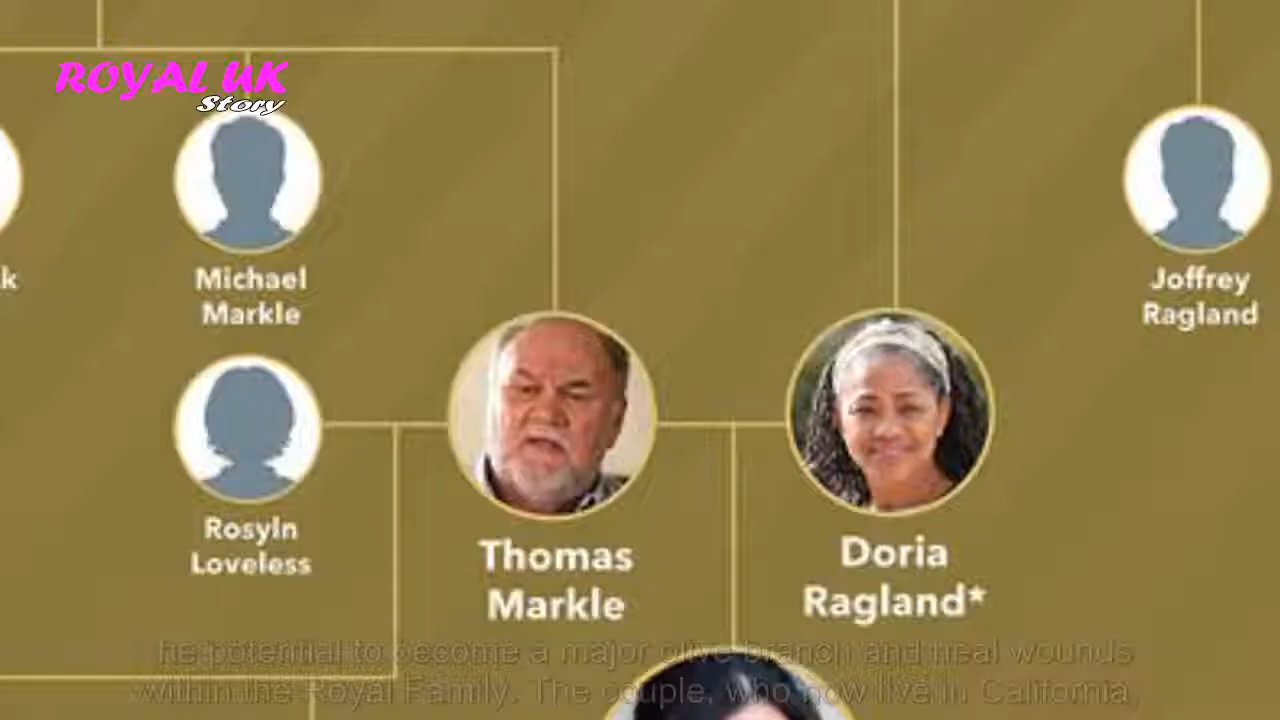 ROYAL UK
Story
k
Michael
Markle
Joffrey
Ragland
Rosyln
Loveless
Thomas
Markle
Doria
Ragland*
he potential to become a major olive branch and heal wounds
within the Royal Family. The couple, who now live in California,